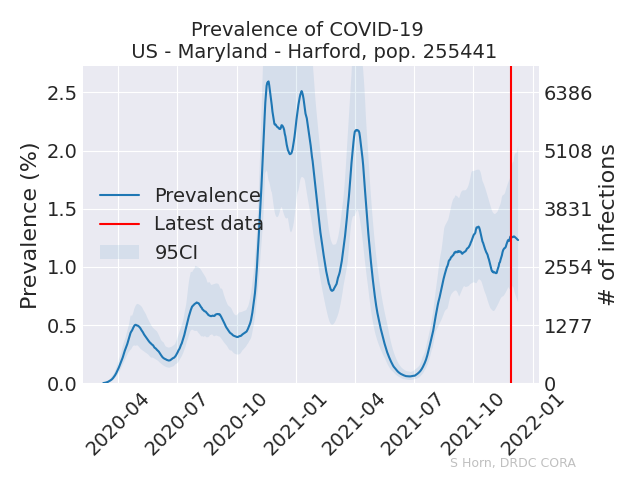 Prevalence of COVID-19
US - Maryland - Harford, pop. 255441
Prevalence (%)
2.5
2.0
1.5
1.0
0.5
0.0
Prevalence
Latest data
95CI
6386
5108
3831
2554
1277
0
# of infections
2020-04
2020-07
2020-10
2021-01
2021-04
2021-07
2021-10
2022-01
S Horn, DRDC CORA